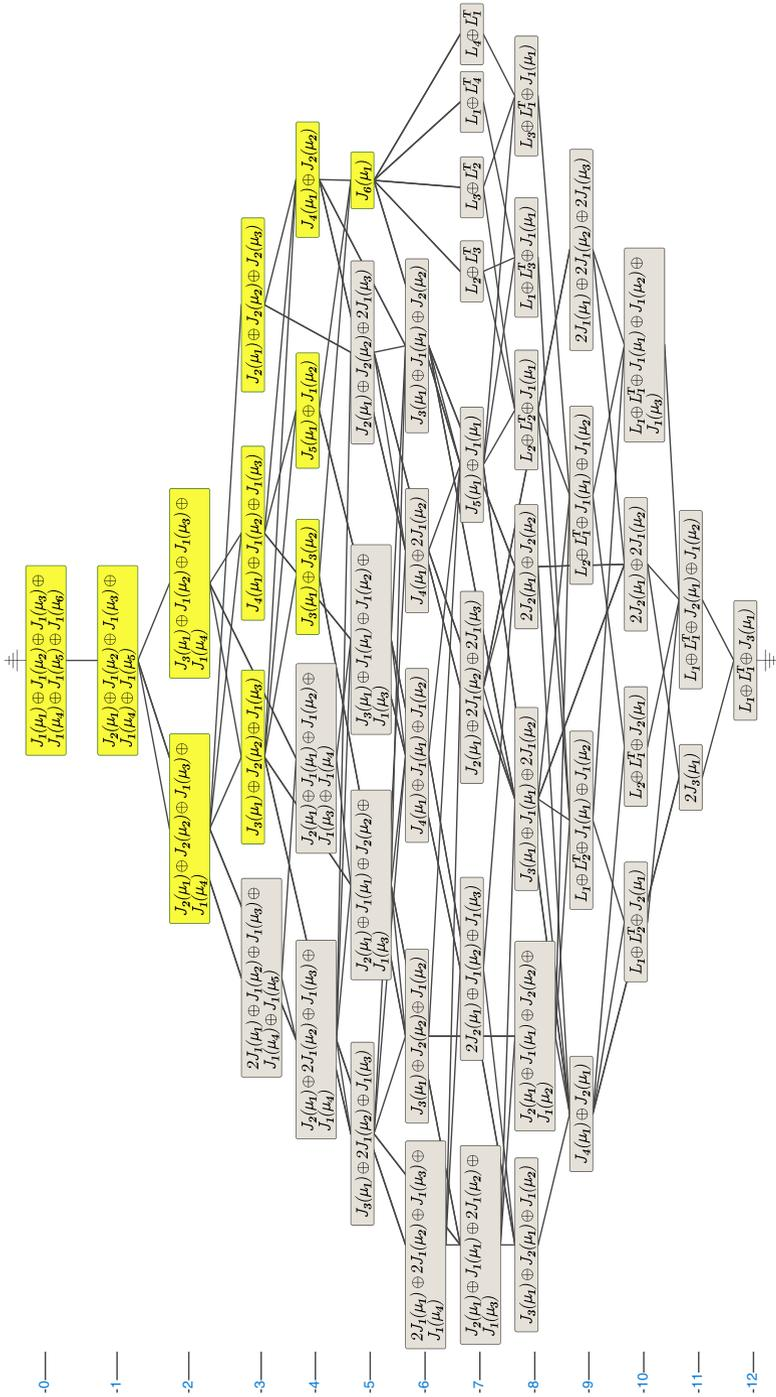 -0
J₁(μ₁) ⊕ J₁(μ₂) ⊕ J₁(μ₃) ⊕
J₁(μ₄) ⊕ J₁(μ₅) ⊕ J₁(μ₆)
-1
J₂(μ₁) ⊕ J₁(μ₂) ⊕ J₁(μ₃) ⊕
J₁(μ₄) ⊕ J₁(μ₅)
-2
J₂(μ₁) ⊕ J₂(μ₂) ⊕ J₁(μ₃) ⊕
J₁(μ₄)
J₃(μ₁) ⊕ J₁(μ₂) ⊕ J₁(μ₃) ⊕
J₁(μ₄)
-3
2J₁(μ₁) ⊕ J₁(μ₂) ⊕ J₁(μ₃) ⊕
J₁(μ₄) ⊕ J₁(μ₅)
J₃(μ₁) ⊕ J₂(μ₂) ⊕ J₁(μ₃)
J₄(μ₁) ⊕ J₁(μ₂) ⊕ J₁(μ₃)
J₂(μ₁) ⊕ J₂(μ₂) ⊕ J₂(μ₃)
-4
J₂(μ₁) ⊕ 2J₁(μ₂) ⊕ J₁(μ₃) ⊕
J₁(μ₄)
J₂(μ₁) ⊕ J₁(μ₁) ⊕ J₁(μ₂) ⊕
J₁(μ₃) ⊕ J₁(μ₄)
J₃(μ₁) ⊕ J₃(μ₂)
J₅(μ₁) ⊕ J₁(μ₂)
J₄(μ₁) ⊕ J₂(μ₂)
-5
J₃(μ₁) ⊕ 2J₁(μ₂) ⊕ J₁(μ₃)
J₂(μ₁) ⊕ J₁(μ₁) ⊕ J₂(μ₂) ⊕
J₁(μ₃)
J₃(μ₁) ⊕ J₁(μ₁) ⊕ J₁(μ₂) ⊕
J₁(μ₃)
J₂(μ₁) ⊕ J₂(μ₂) ⊕ 2J₁(μ₃)
J₆(μ₁)
-6
2J₁(μ₁) ⊕ 2J₁(μ₂) ⊕ J₁(μ₃) ⊕
J₁(μ₄)
J₃(μ₁) ⊕ J₂(μ₂) ⊕ J₁(μ₂)
J₄(μ₁) ⊕ J₁(μ₁) ⊕ J₁(μ₂)
J₄(μ₁) ⊕ 2J₁(μ₂)
J₃(μ₁) ⊕ J₁(μ₁) ⊕ J₂(μ₂)
-7
J₂(μ₁) ⊕ J₁(μ₁) ⊕ 2J₁(μ₂) ⊕
J₁(μ₃)
2J₂(μ₁) ⊕ J₁(μ₂) ⊕ J₁(μ₃)
J₂(μ₁) ⊕ 2J₁(μ₂) ⊕ 2J₁(μ₃)
J₅(μ₁) ⊕ J₁(μ₁)
L₂⊕ L₃ᵀ
L₃⊕ L₂ᵀ
L₁⊕ L₄ᵀ
L₄⊕ L₁ᵀ
-8
J₃(μ₁) ⊕ J₂(μ₁) ⊕ J₁(μ₂)
J₂(μ₁) ⊕ J₁(μ₁) ⊕ J₂(μ₂) ⊕
J₁(μ₂)
J₃(μ₁) ⊕ J₁(μ₁) ⊕ 2J₁(μ₂)
2J₂(μ₁) ⊕ J₂(μ₂)
L₂⊕ L₂ᵀ⊕ J₁(μ₁)
L₁⊕ L₃ᵀ⊕ J₁(μ₁)
L₃⊕ L₁ᵀ⊕ J₁(μ₁)
-9
J₄(μ₁) ⊕ J₂(μ₁)
L₁⊕ L₂ᵀ⊕ J₁(μ₁) ⊕ J₁(μ₂)
L₂⊕ L₁ᵀ⊕ J₁(μ₁) ⊕ J₁(μ₂)
2J₁(μ₁) ⊕ 2J₁(μ₂) ⊕ 2J₁(μ₃)
-10
L₁⊕ L₂ᵀ⊕ J₂(μ₁)
L₂⊕ L₁ᵀ⊕ J₂(μ₁)
2J₂(μ₁) ⊕ 2J₁(μ₂)
L₁⊕ L₁ᵀ⊕ J₁(μ₁) ⊕ J₁(μ₂) ⊕
J₁(μ₃)
-11
2J₃(μ₁)
L₁⊕ L₁ᵀ⊕ J₂(μ₁) ⊕ J₁(μ₂)
-12
L₁⊕ L₁ᵀ⊕ J₃(μ₁)